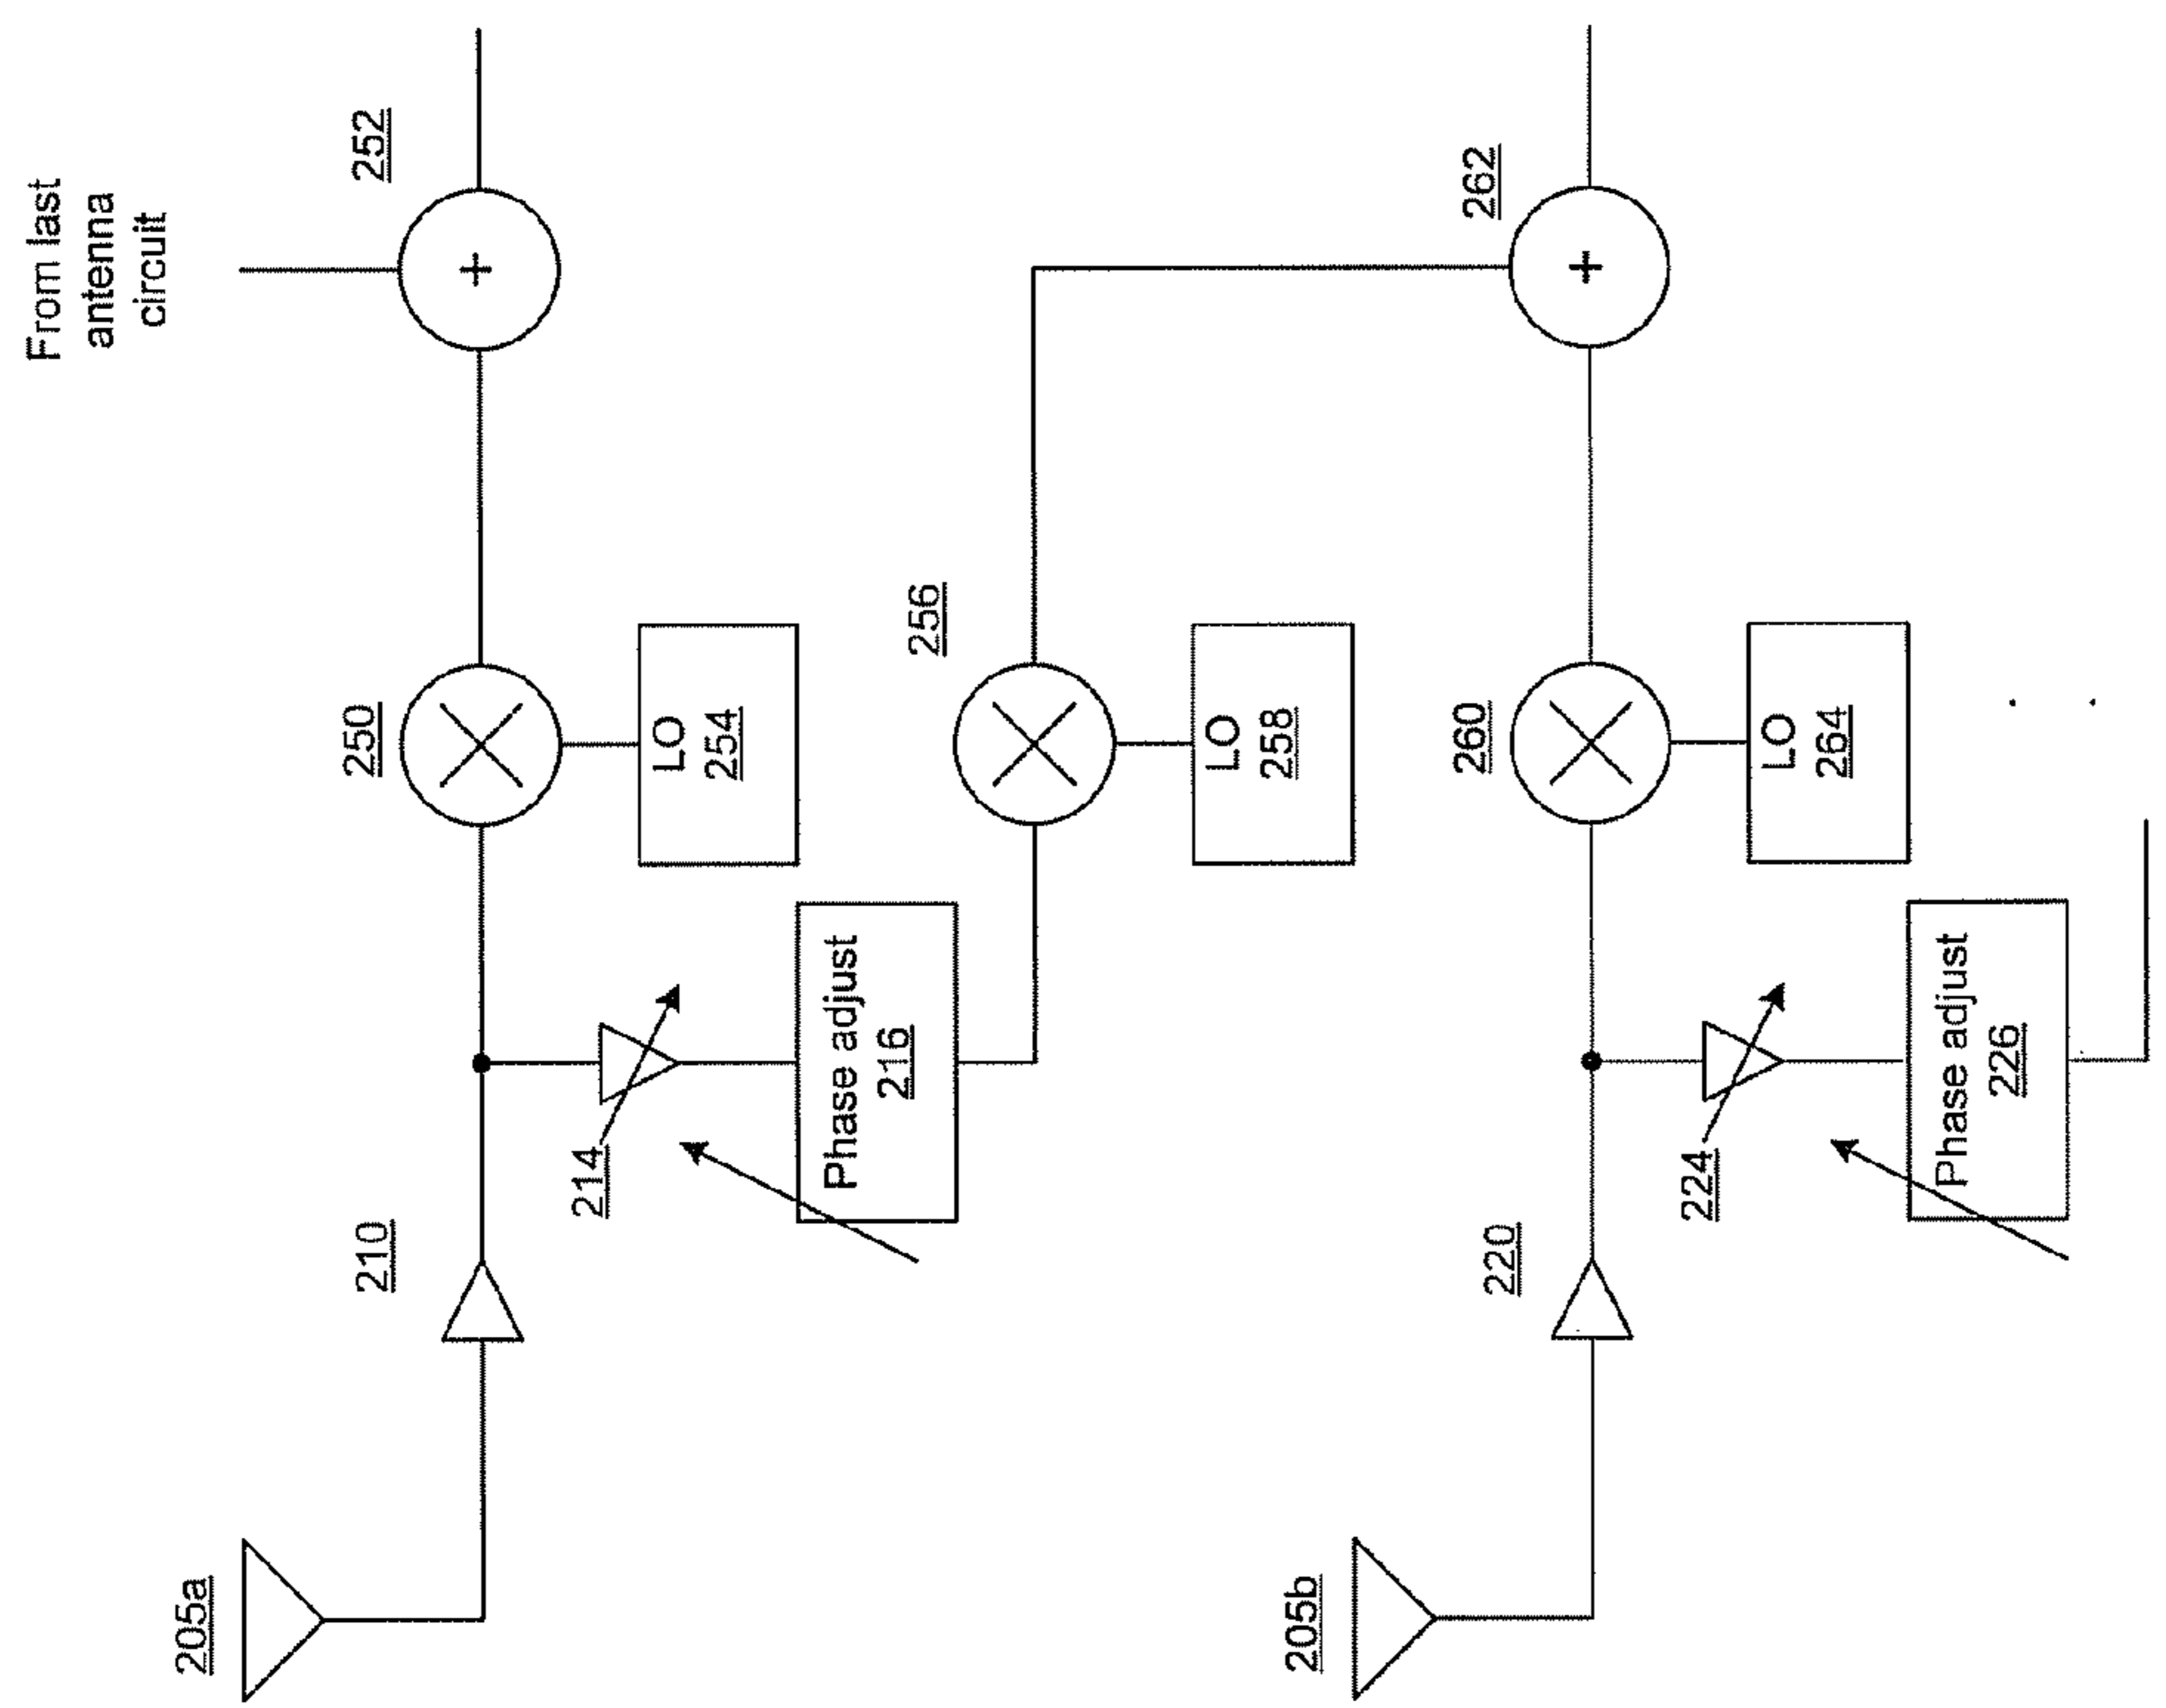 From last
antenna
circuit
252
250
LO
254
210
214
Phase adjust
216
205a
256
LO
258
262
260
LO
264
220
224
Phase adjust
226
205b